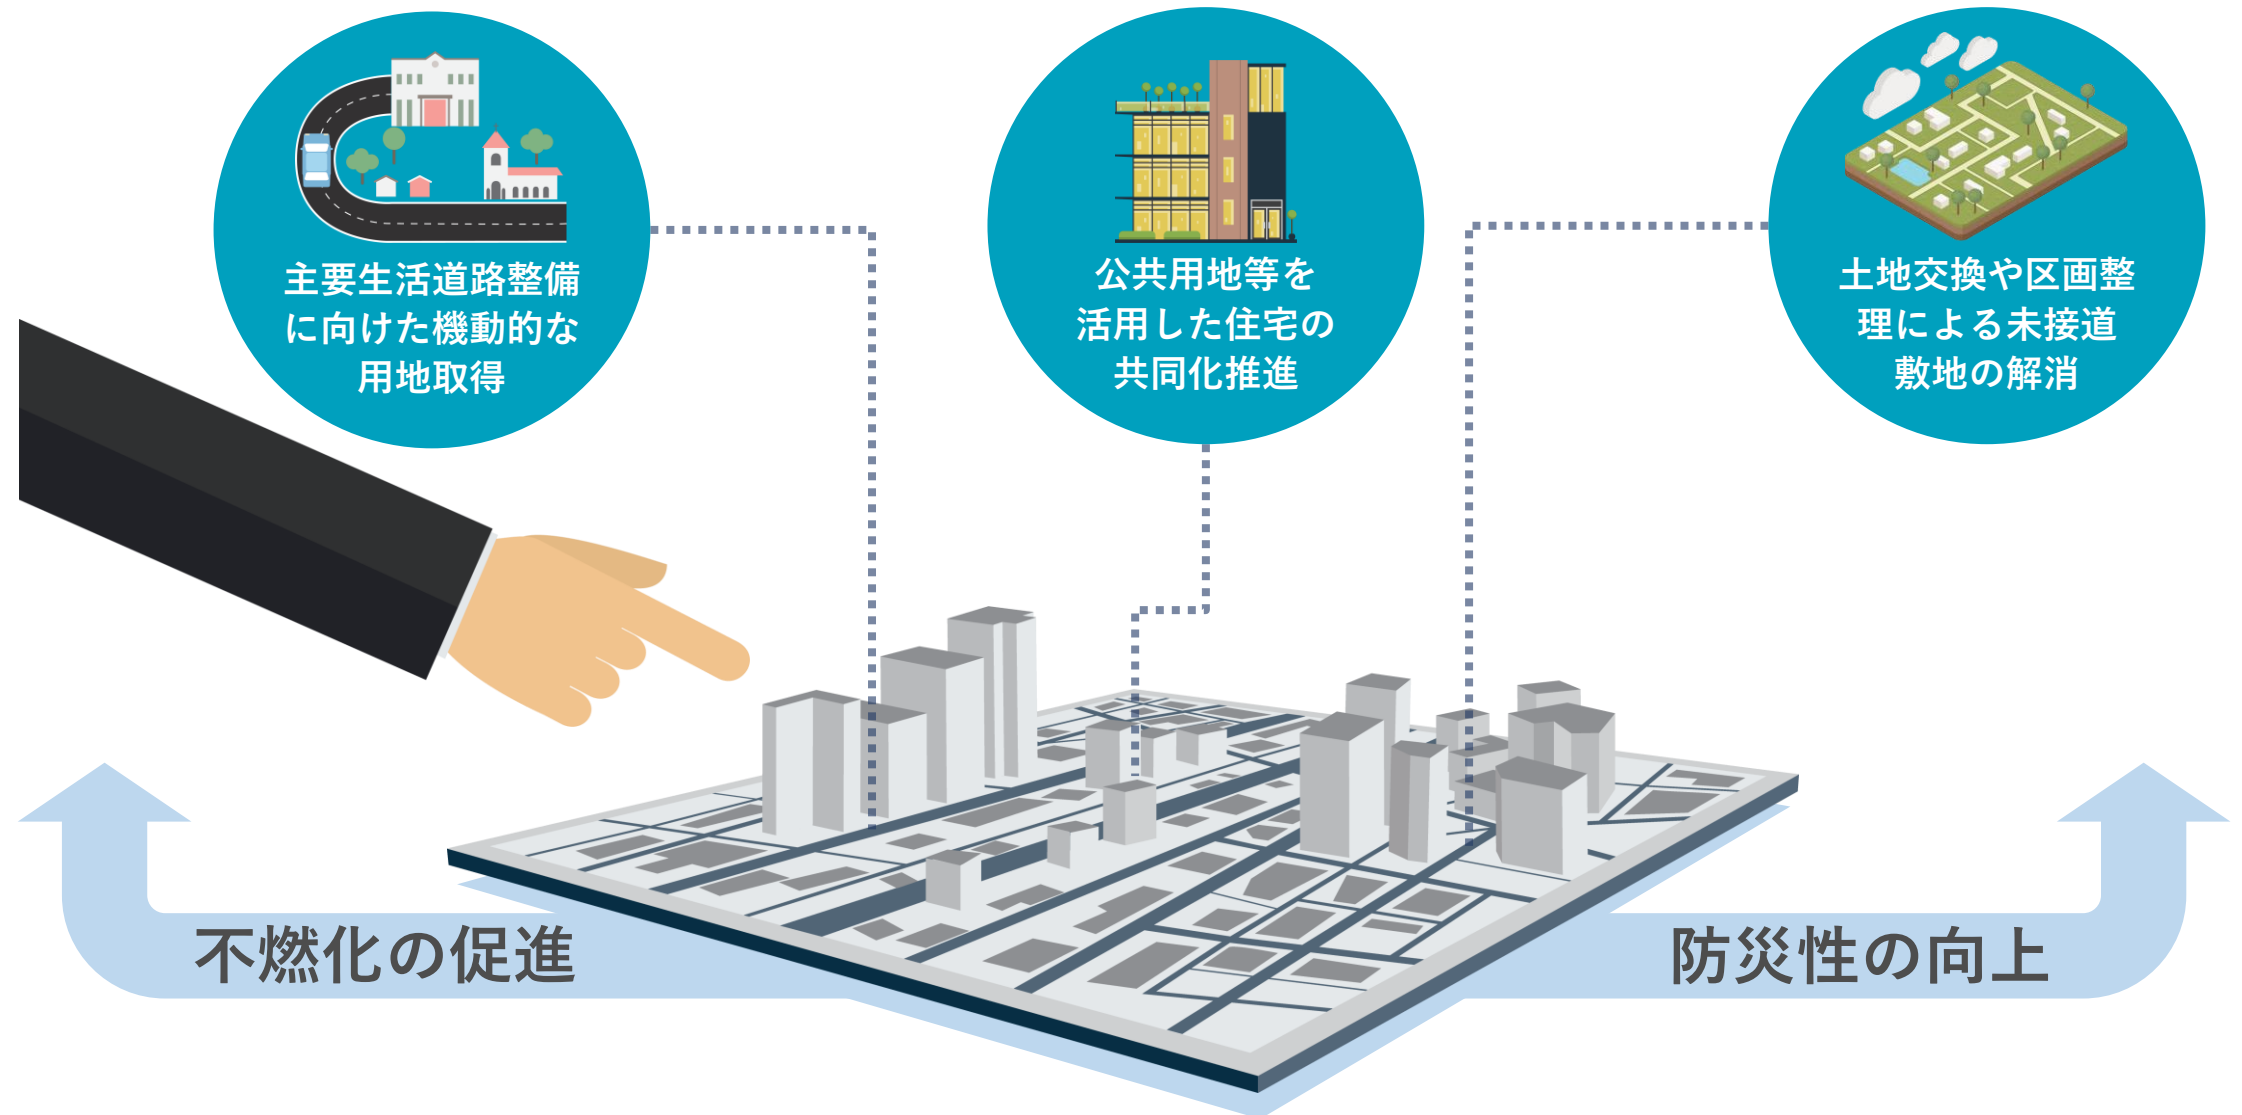 主要生活道路整備
に向けた機動的な
用地取得
公共用地等を
活用した住宅の
共同化推進
土地交換や区画整
理による未接道
敷地の解消
不燃化の促進
防災性の向上